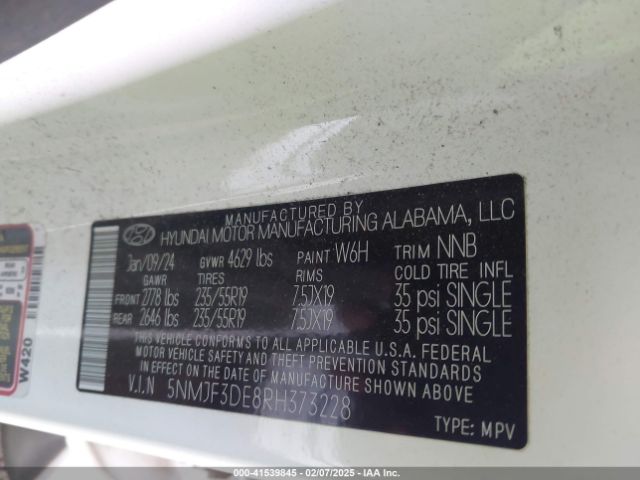 MANUFACTURED BY
HYUNDAI MOTOR MANUFACTURING ALABAMA, LLC
Jan/09/24 GVWR 4629 lbs PAINT W6H TRIM NNB
GAWR TIRES RIMS COLD TIRE INFL
FRONT 2778 lbs 235/55R19 7.5JX19 35 psi SINGLE
REAR 2646 lbs 235/55R19 7.5JX19 35 psi SINGLE
THIS VEHICLE CONFORMS TO ALL APPLICABLE U.S.A. FEDERAL
MOTOR VEHICLE SAFETY AND THEFT PREVENTION STANDARDS
IN EFFECT ON THE DATE OF MANUFACTURE SHOWN ABOVE
V.I.N 5NMJF3DE8RH373228
TYPE: MPV
W420
000-41539845 - 02/07/2025 - IAA Inc.